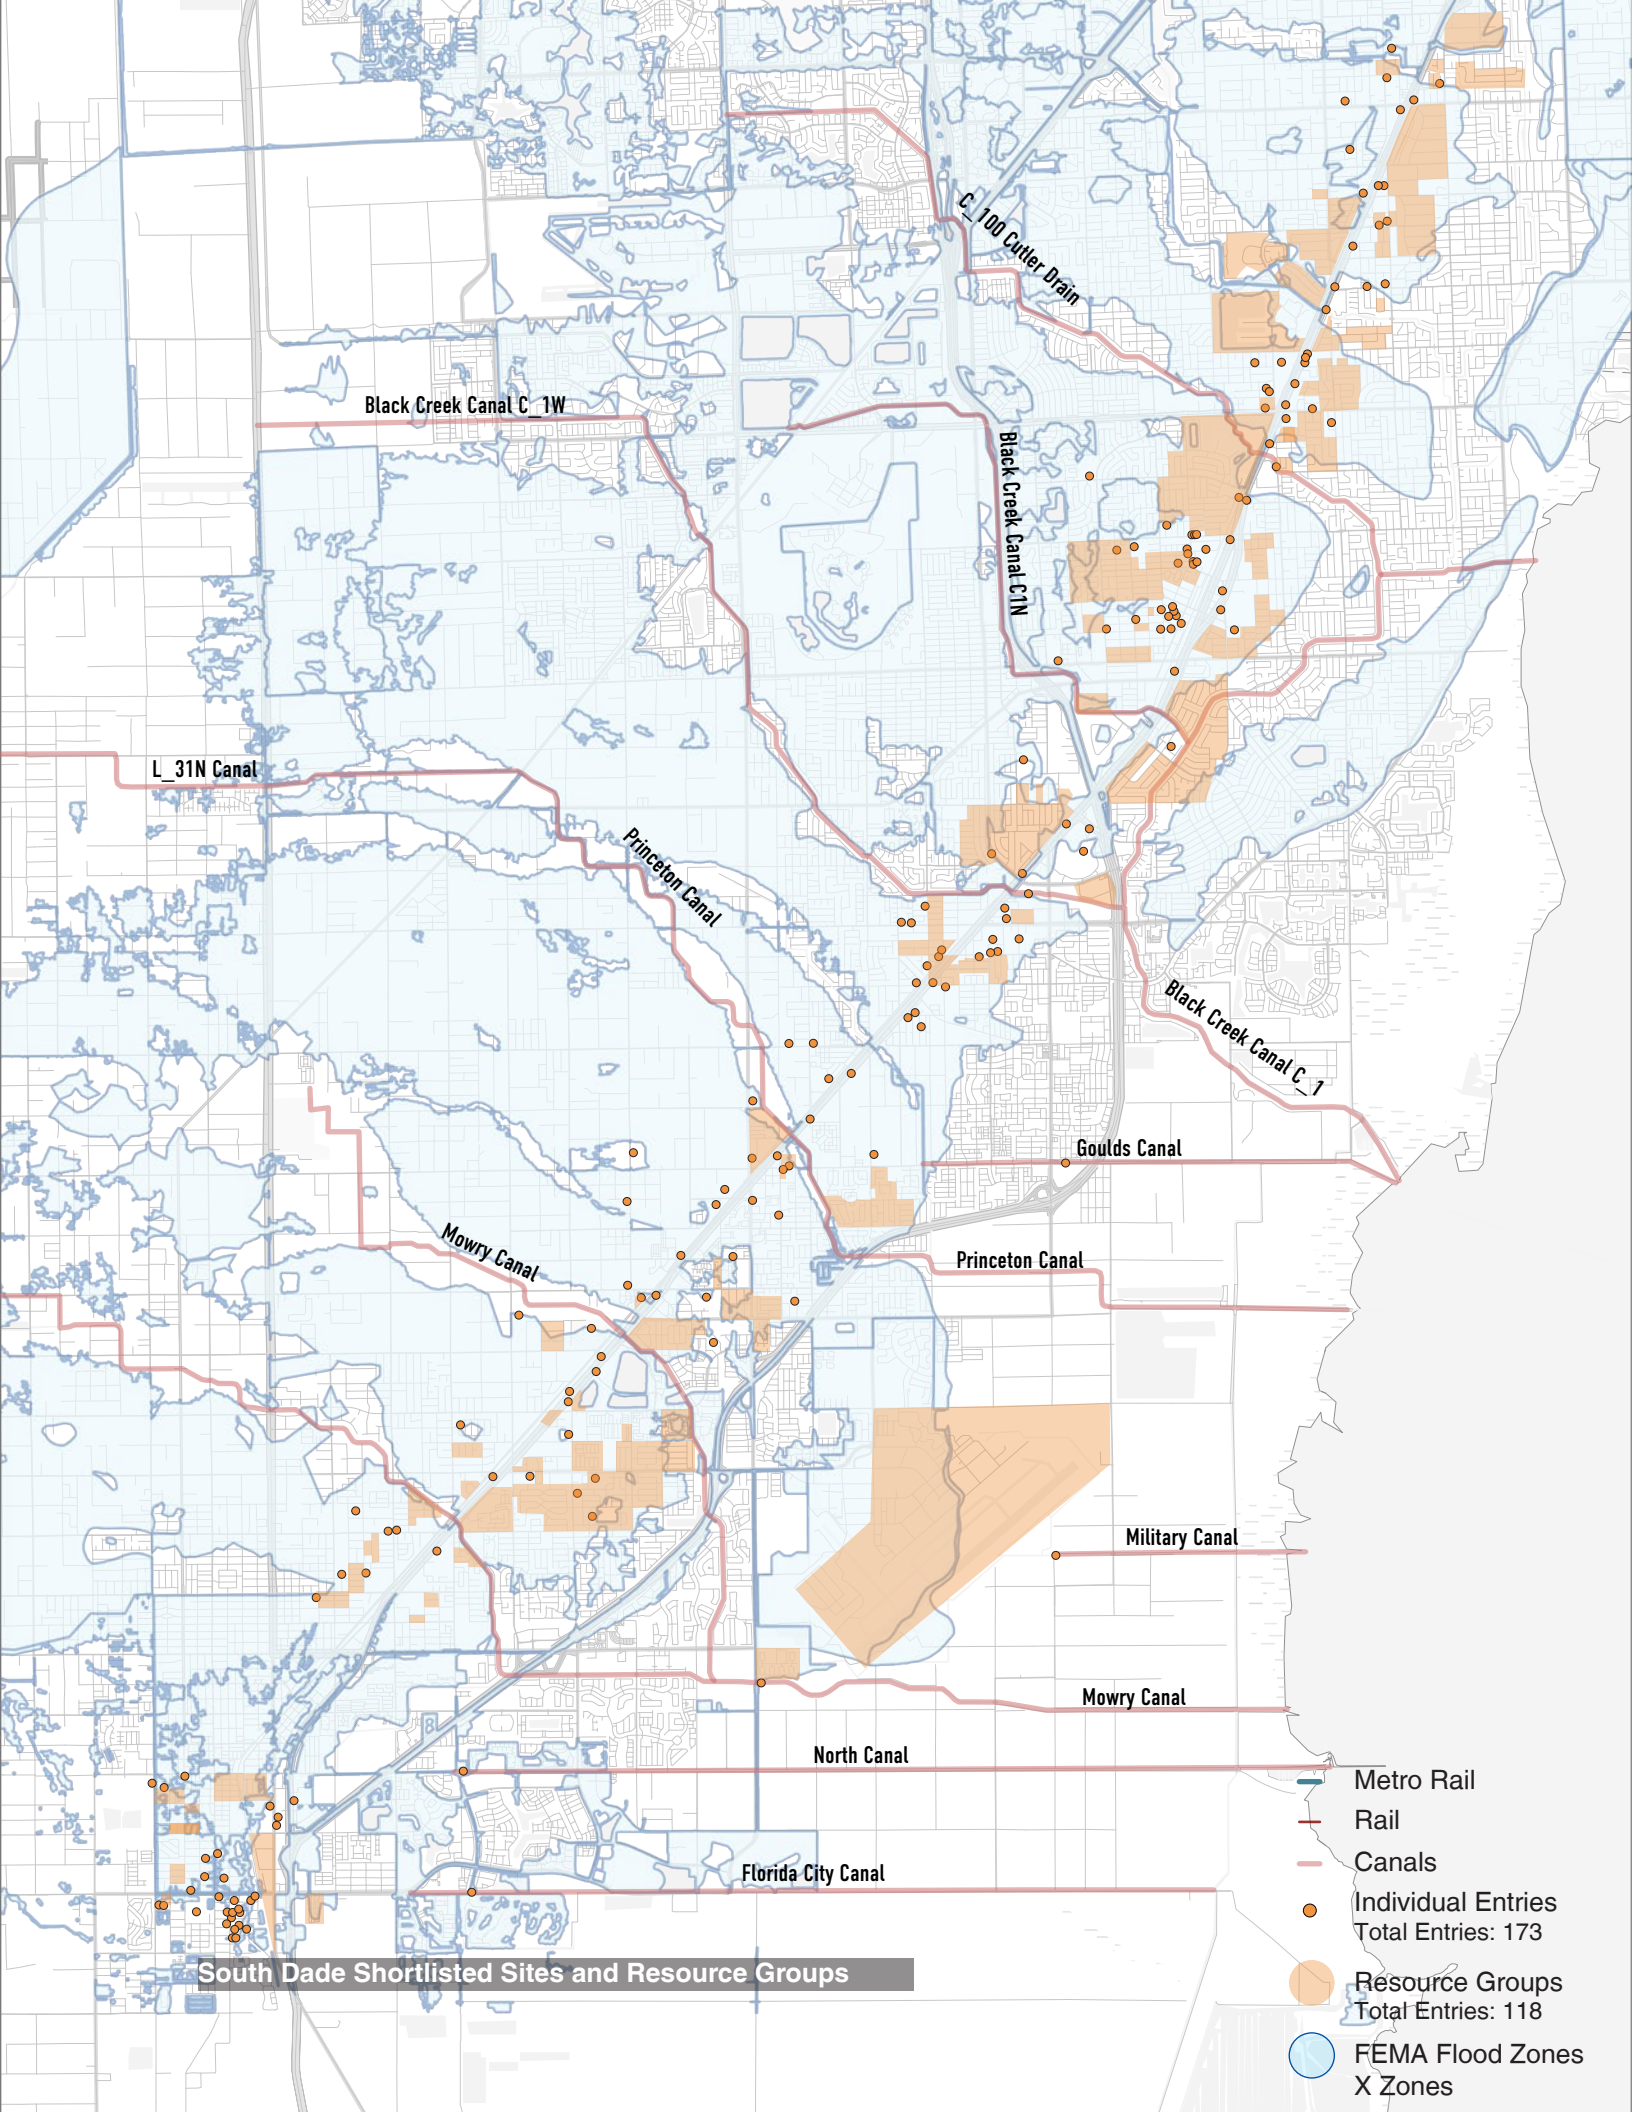 C_100 Cutler Drain
Black Creek Canal C_1W
Black Creek Canal C1N
L_31N Canal
Princeton Canal
Black Creek Canal C_1
Goulds Canal
Mowry Canal
Princeton Canal
Military Canal
Mowry Canal
North Canal
Florida City Canal
South Dade Shortlisted Sites and Resource Groups
Metro Rail
Rail
Canals
Individual Entries
Total Entries: 173
Resource Groups
Total Entries: 118
FEMA Flood Zones
X Zones